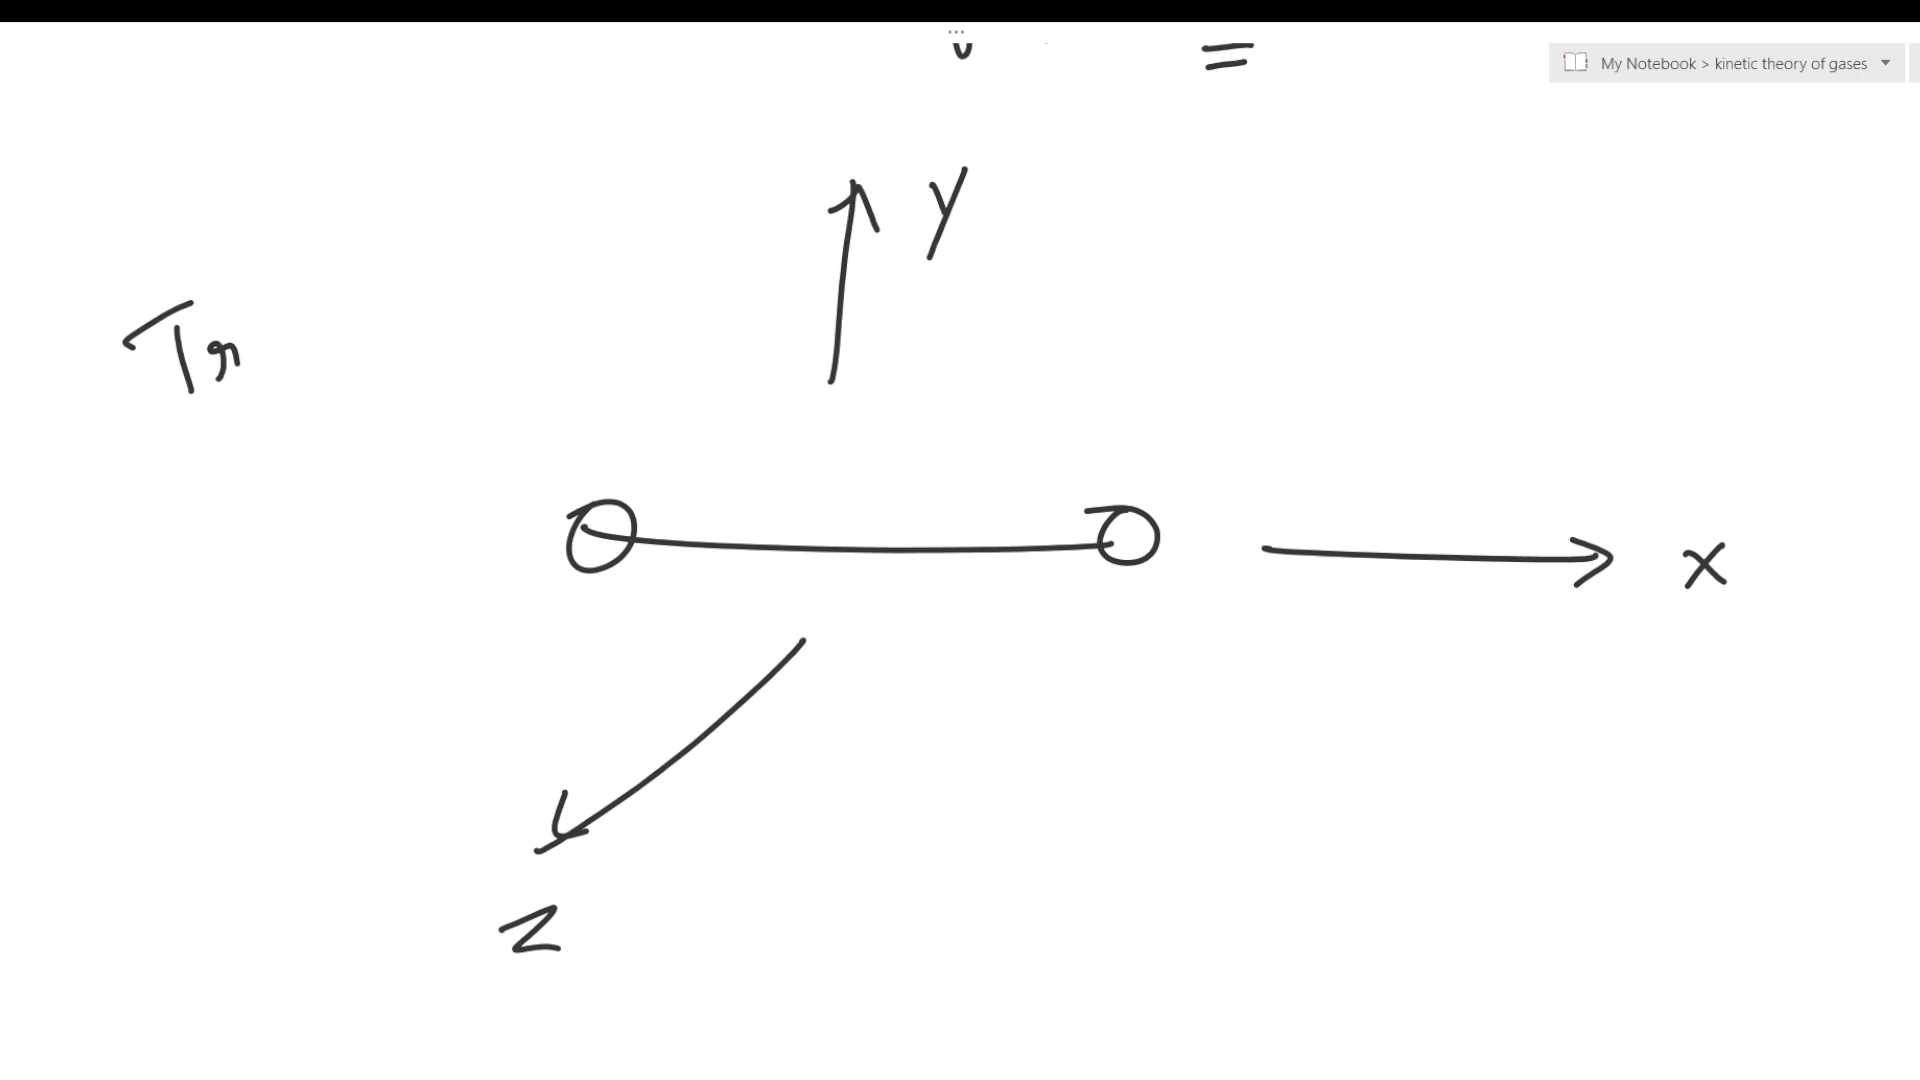 =
My Notebook > kinetic theory of gases
y
Tr
x
z